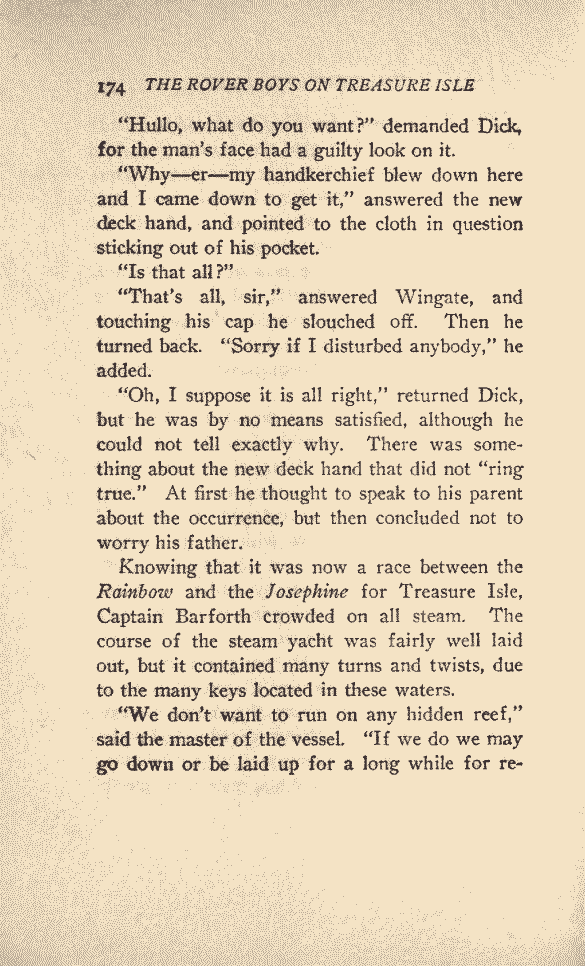 174 THE ROVER BOYS ON TREASURE ISLE
“Hullo, what do you want?” demanded Dick,
for the man’s face had a guilty look on it.
“Why—er—my handkerchief blew down here
and I came down to get it,” answered the new
deck hand, and pointed to the cloth in question
sticking out of his pocket.
“Is that all?”
“That’s all, sir,” answered Wingate, and
touching his cap he slouched off. Then he
turned back. “Sorry if I disturbed anybody,” he
added.
“Oh, I suppose it is all right,” returned Dick,
but he was by no means satisfied, although he
could not tell exactly why. There was some-
thing about the new deck hand that did not “ring
true.” At first he thought to speak to his parent
about the occurrence, but then concluded not to
worry his father.
Knowing that it was now a race between the
Rainbow and the Josephine for Treasure Isle,
Captain Barforth crowded on all steam. The
course of the steam yacht was fairly well laid
out, but it contained many turns and twists, due
to the many keys located in these waters.
“We don’t want to run on any hidden reef,”
said the master of the vessel. “If we do we may
go down or be laid up for a long while for re-